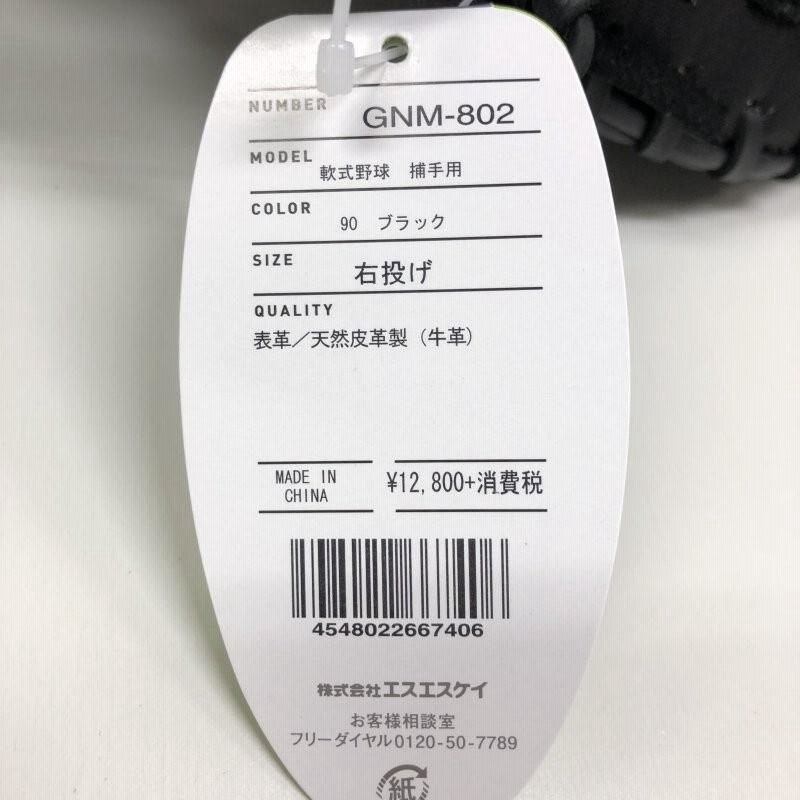 NUMBER GNM-802
MODEL 軟式野球 捕手用
COLOR 90 ブラック
SIZE 右投げ
QUALITY
表革／天然皮革製（牛革）
MADE IN
CHINA
¥12,800+消費税
4548022667406
株式会社エスエスケイ
お客様相談室
フリーダイヤル0120-50-7789
紙